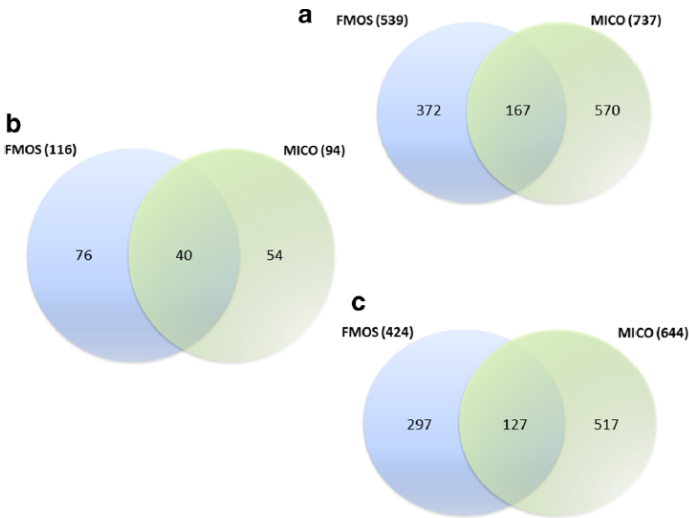 a
FMOS (539)
MICO (737)
372
167
570
b
FMOS (116)
MICO (94)
76
40
54
c
FMOS (424)
MICO (644)
297
127
517